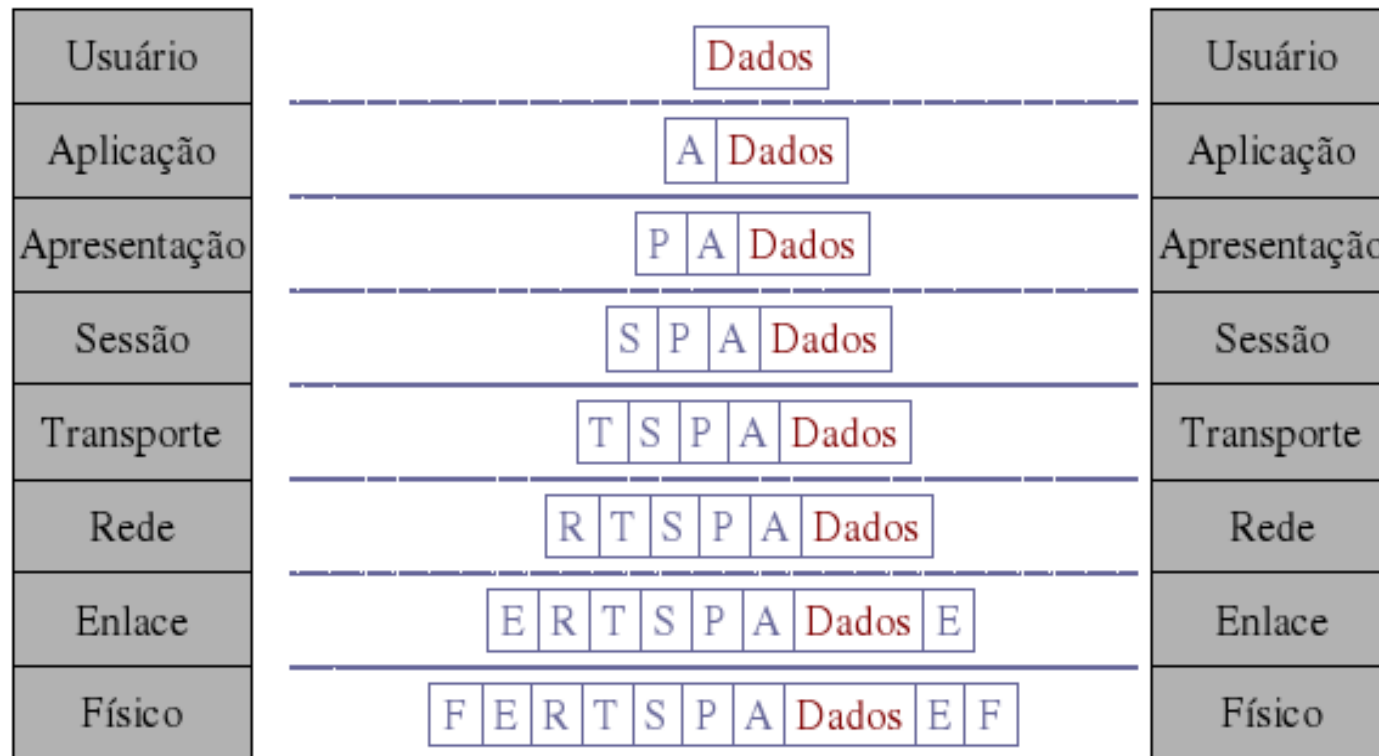 Usuário Dados Usuário
Aplicação A Dados Aplicação
Apresentação P A Dados Apresentação
Sessão S P A Dados Sessão
Transporte T S P A Dados Transporte
Rede R T S P A Dados Rede
Enlace E R T S P A Dados E Enlace
Físico F E R T S P A Dados E F Físico